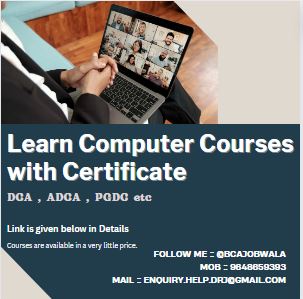 Learn Computer Courses
with Certificate
DCA , ADCA , PGDC etc
Link is given below in Details
Courses are available in a very little price.
FOLLOW ME :: @BCAJOBWALA
MOB :: 9648659393
MAIL :: ENQUIRY.HELP.DRJ@GMAIL.COM